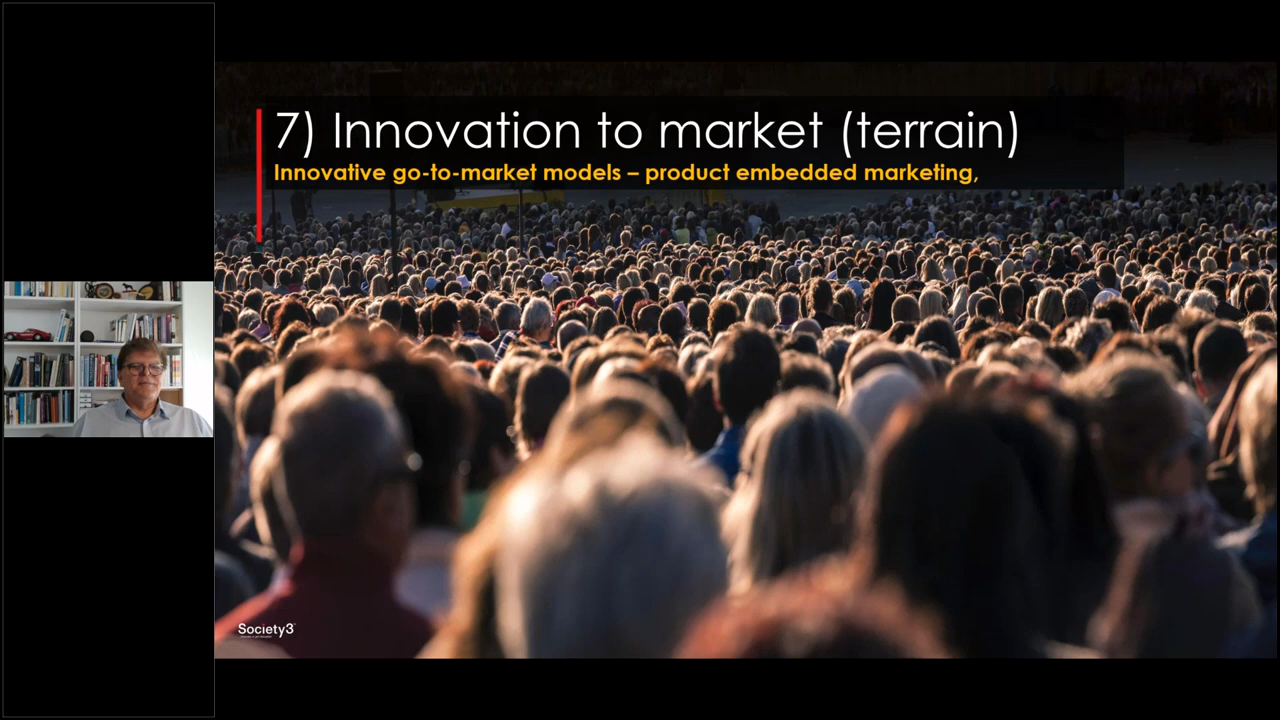 7) Innovation to market (terrain)
Innovative go-to-market models – product embedded marketing,
Society3